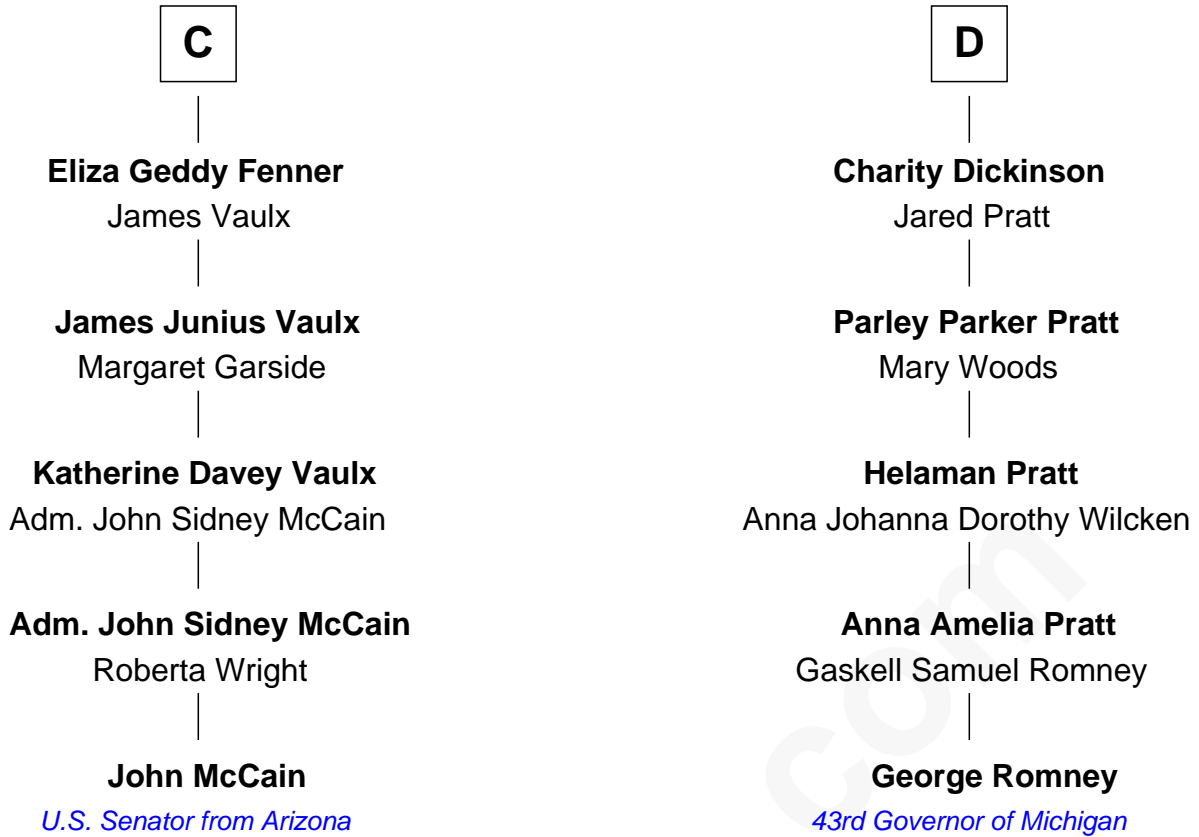 C
Eliza Geddy Fenner
James Vaulx
James Junius Vaulx
Margaret Garside
Katherine Davey Vaulx
Adm. John Sidney McCain
Adm. John Sidney McCain
Roberta Wright
John McCain
U.S. Senator from Arizona
D
Charity Dickinson
Jared Pratt
Parley Parker Pratt
Mary Woods
Helaman Pratt
Anna Johanna Dorothy Wilcken
Anna Amelia Pratt
Gaskell Samuel Romney
George Romney
43rd Governor of Michigan
com